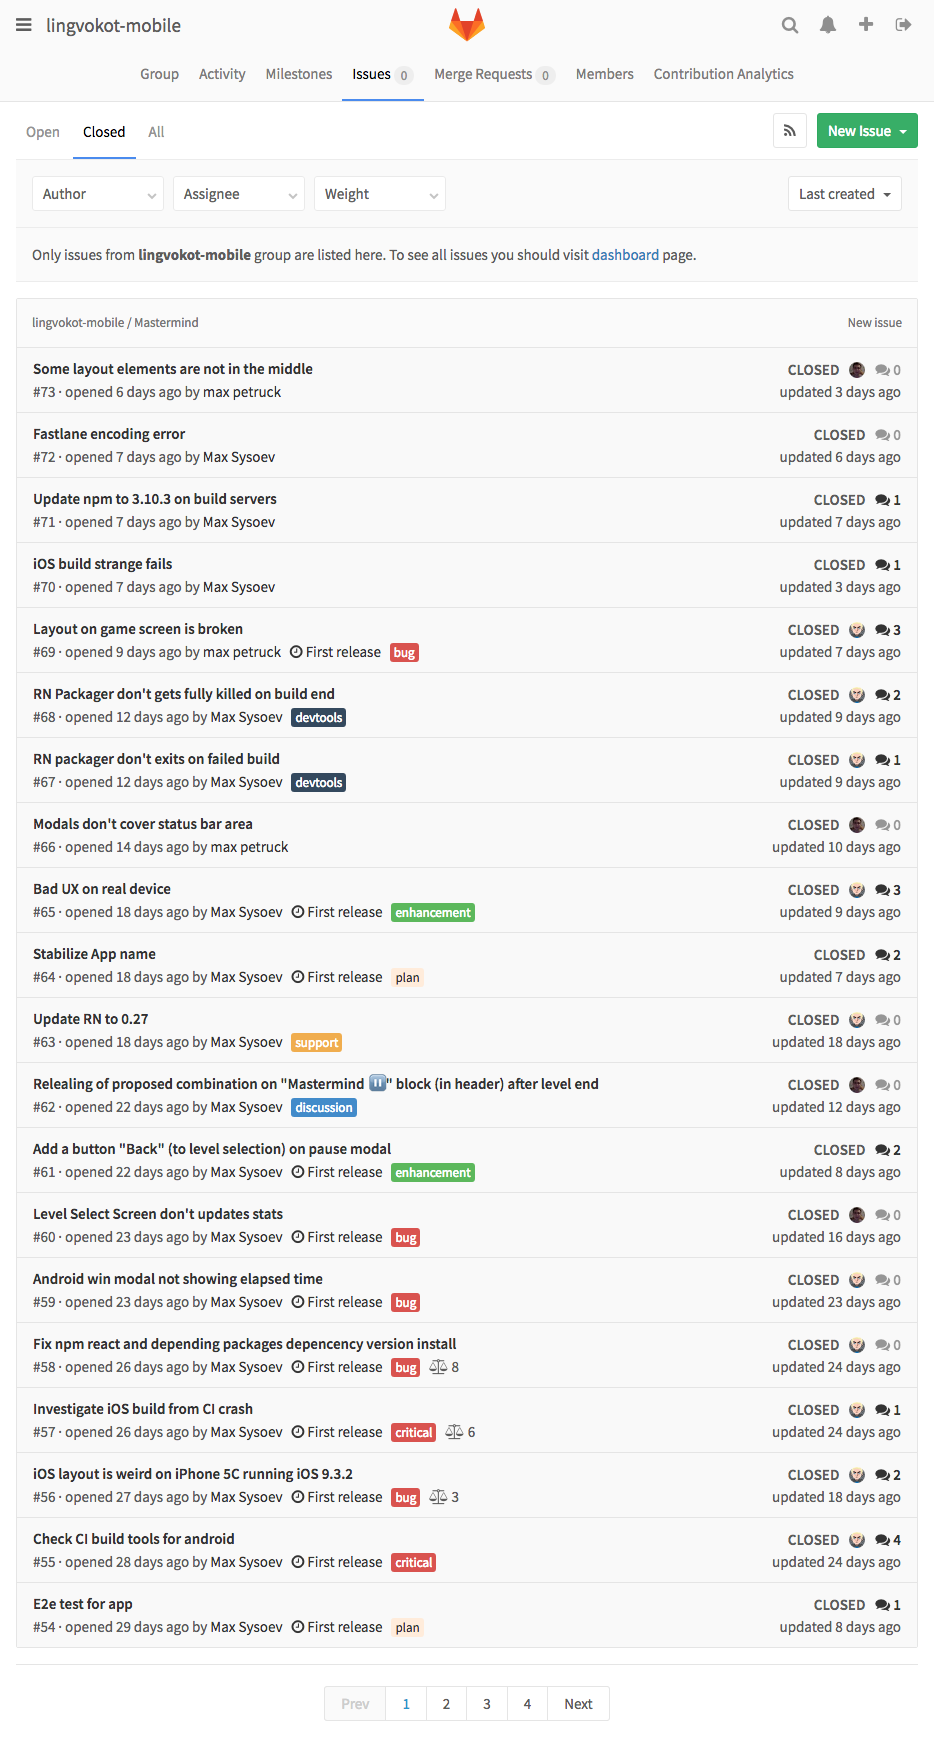 lingvokot-mobile
Group Activity Milestones Issues 0 Merge Requests 0 Members Contribution Analytics
Open Closed All New Issue
Author Assignee Weight Last created
Only issues from lingvokot-mobile group are listed here. To see all issues you should visit dashboard page.
lingvokot-mobile / Mastermind New issue
Some layout elements are not in the middle CLOSED 0
#73 · opened 6 days ago by max petruck updated 3 days ago
Fastlane encoding error CLOSED 0
#72 · opened 7 days ago by Max Sysoev updated 6 days ago
Update npm to 3.10.3 on build servers CLOSED 1
#71 · opened 7 days ago by Max Sysoev updated 7 days ago
iOS build strange fails CLOSED 1
#70 · opened 7 days ago by Max Sysoev updated 3 days ago
Layout on game screen is broken CLOSED 3
#69 · opened 9 days ago by max petruck First release bug updated 7 days ago
RN Packager don't gets fully killed on build end CLOSED 2
#68 · opened 12 days ago by Max Sysoev devtools updated 9 days ago
RN packager don't exits on failed build CLOSED 1
#67 · opened 12 days ago by Max Sysoev devtools updated 9 days ago
Modals don't cover status bar area CLOSED 0
#66 · opened 14 days ago by max petruck updated 10 days ago
Bad UX on real device CLOSED 3
#65 · opened 18 days ago by Max Sysoev First release enhancement updated 9 days ago
Stabilize App name CLOSED 2
#64 · opened 18 days ago by Max Sysoev First release plan updated 7 days ago
Update RN to 0.27 CLOSED 0
#63 · opened 18 days ago by Max Sysoev support updated 18 days ago
Relealing of proposed combination on "Mastermind ⏸" block (in header) after level end CLOSED 0
#62 · opened 22 days ago by Max Sysoev discussion updated 12 days ago
Add a button "Back" (to level selection) on pause modal CLOSED 2
#61 · opened 22 days ago by Max Sysoev First release enhancement updated 8 days ago
Level Select Screen don't updates stats CLOSED 0
#60 · opened 23 days ago by Max Sysoev First release bug updated 16 days ago
Android win modal not showing elapsed time CLOSED 0
#59 · opened 23 days ago by Max Sysoev First release bug updated 23 days ago
Fix npm react and depending packages depencency version install CLOSED 0
#58 · opened 26 days ago by Max Sysoev First release bug 8 updated 24 days ago
Investigate iOS build from CI crash CLOSED 1
#57 · opened 26 days ago by Max Sysoev First release critical 6 updated 24 days ago
iOS layout is weird on iPhone 5C running iOS 9.3.2 CLOSED 2
#56 · opened 27 days ago by Max Sysoev First release bug 3 updated 18 days ago
Check CI build tools for android CLOSED 4
#55 · opened 28 days ago by Max Sysoev First release critical updated 24 days ago
E2e test for app CLOSED 1
#54 · opened 29 days ago by Max Sysoev First release plan updated 8 days ago
Prev 1 2 3 4 Next